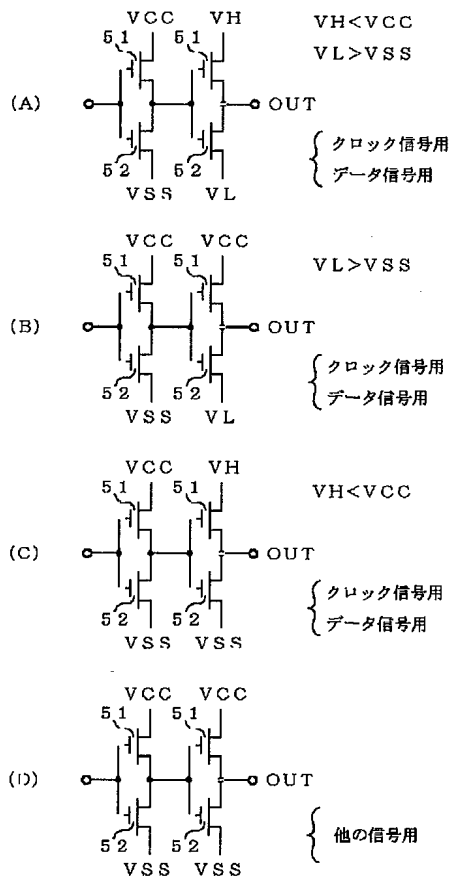 VCC VH
VH<VCC
51 51
VL>VSS
(A)
OUT
52 52
クロック信号用
データ信号用
VSS VL
VCC VCC
51 51
VL>VSS
(B)
OUT
52 52
クロック信号用
データ信号用
VSS VL
VCC VH
51 51
VH<VCC
(C)
OUT
52 52
クロック信号用
データ信号用
VSS VSS
VCC VCC
51 51
(D)
OUT
52 52
他の信号用
VSS VSS